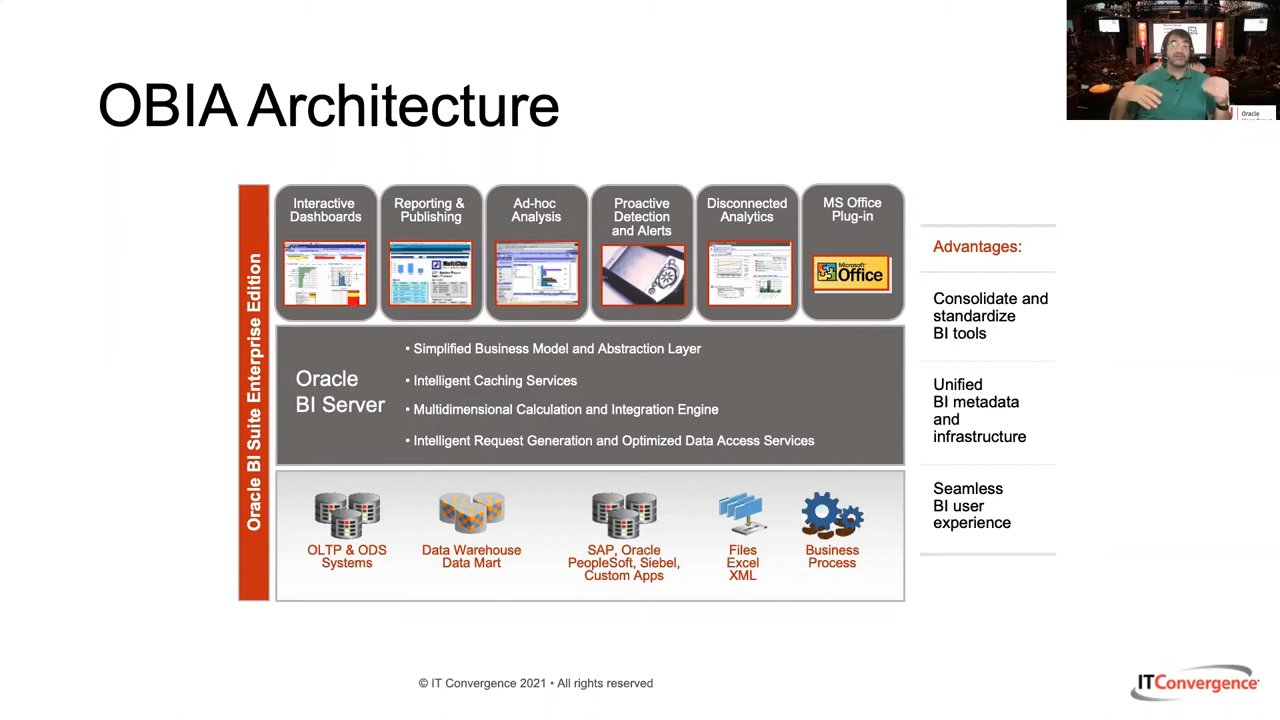 OBIA Architecture
Oracle
Oracle BI Suite Enterprise Edition
Interactive
Dashboards
Reporting &
Publishing
Ad-hoc
Analysis
Proactive
Detection
and Alerts
Disconnected
Analytics
MS Office
Plug-in
Microsoft
Office
Oracle
BI Server
• Simplified Business Model and Abstraction Layer
• Intelligent Caching Services
• Multidimensional Calculation and Integration Engine
• Intelligent Request Generation and Optimized Data Access Services
OLTP & ODS
Systems
Data Warehouse
Data Mart
SAP, Oracle
PeopleSoft, Siebel,
Custom Apps
Files
Excel
XML
Business
Process
Advantages:
Consolidate and
standardize
BI tools
Unified
BI metadata
and
infrastructure
Seamless
BI user
experience
© IT Convergence 2021 • All rights reserved
ITConvergence